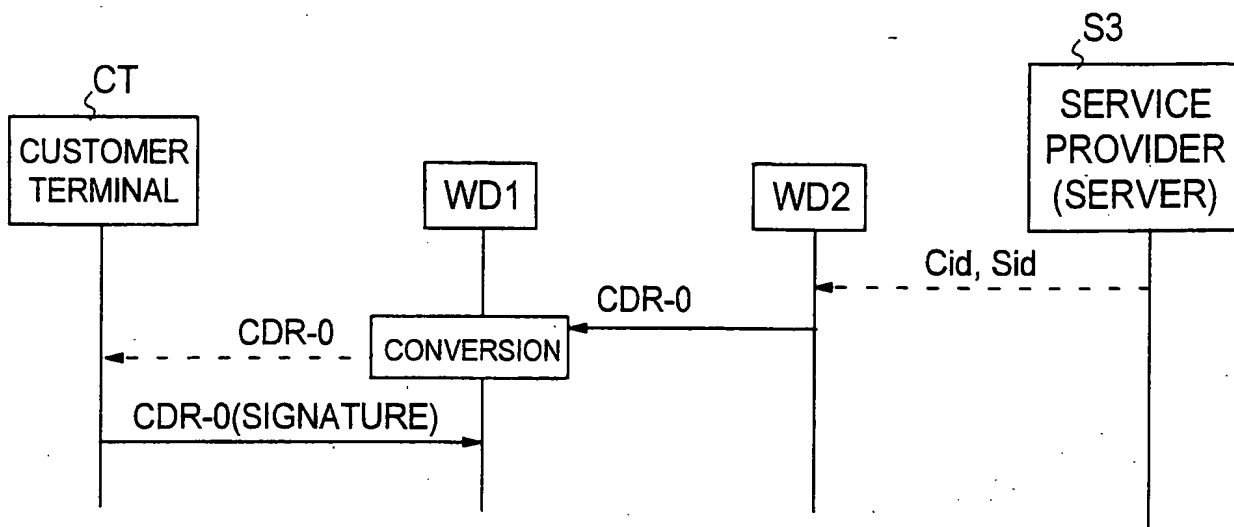 S3
CT
SERVICE
PROVIDER
(SERVER)
CUSTOMER
TERMINAL
WD1
WD2
Cid, Sid
CDR-0
CDR-0
CONVERSION
CDR-0(SIGNATURE)